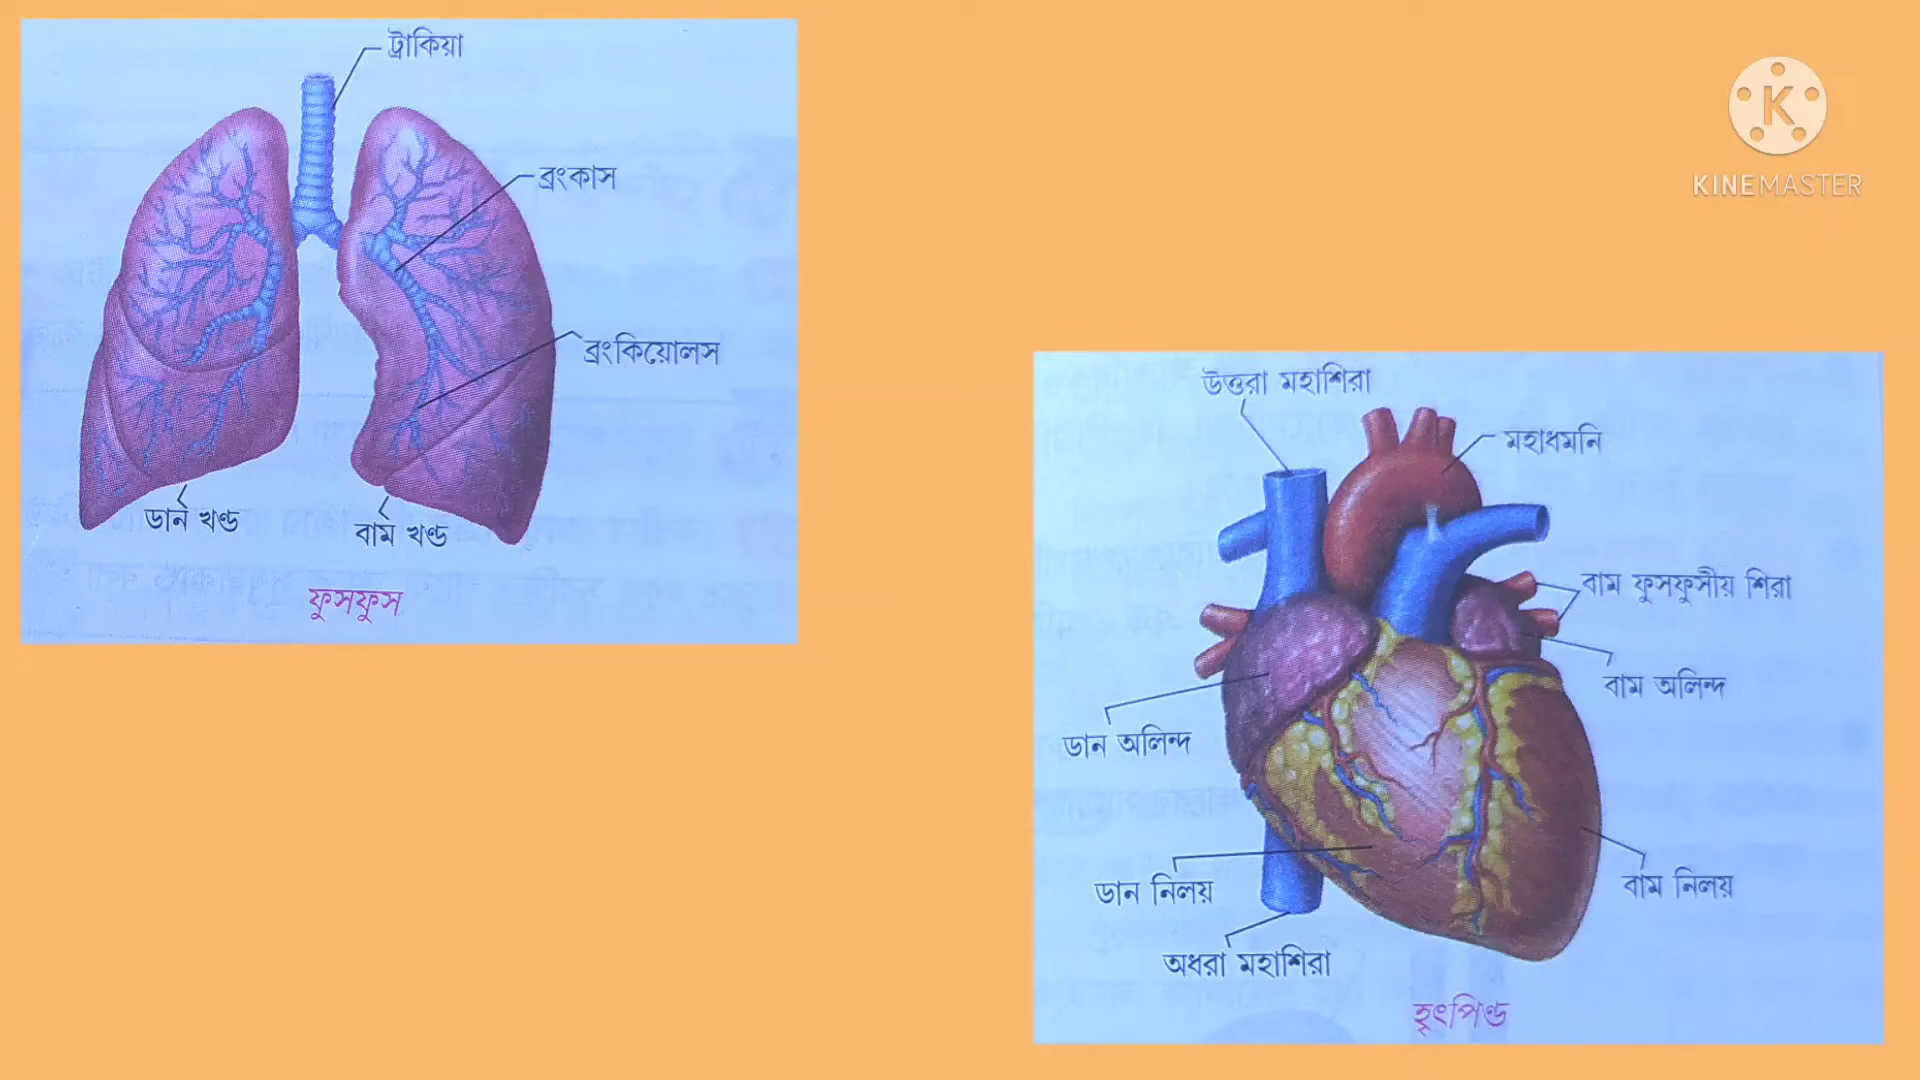 ট্রাকিয়া
ব্রংকাস
ব্রংকিয়োলস
ডান খণ্ড
বাম খণ্ড
ফুসফুস
KINEMASTER
উত্তরা মহাশিরা
মহাধমনি
বাম ফুসফুসীয় শিরা
বাম অলিন্দ
ডান অলিন্দ
ডান নিলয়
বাম নিলয়
অধরা মহাশিরা
হৃৎপিণ্ড